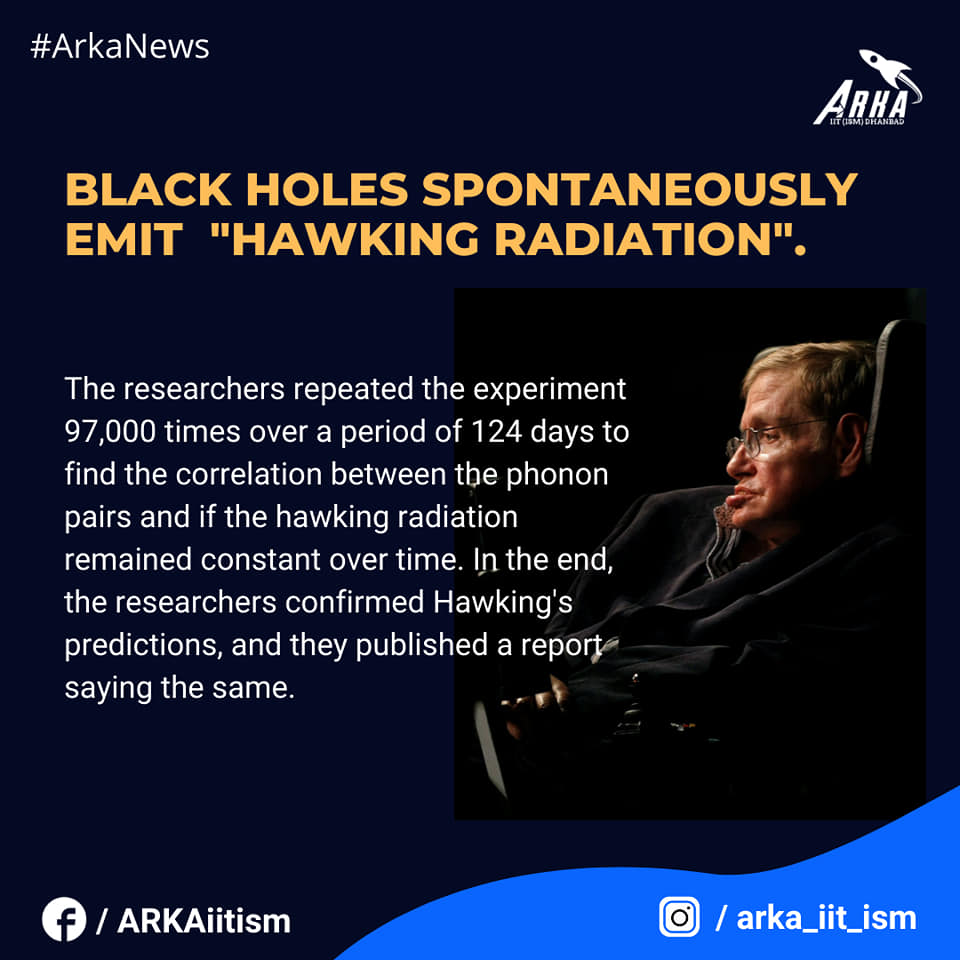 #ArkaNews
ARKA
IIT (ISM) DHANBAD
BLACK HOLES SPONTANEOUSLY
EMIT "HAWKING RADIATION".
The researchers repeated the experiment
97,000 times over a period of 124 days to
find the correlation between the phonon
pairs and if the hawking radiation
remained constant over time. In the end,
the researchers confirmed Hawking's
predictions, and they published a report
saying the same.
/ ARKAiitism
/ arka_iit_ism